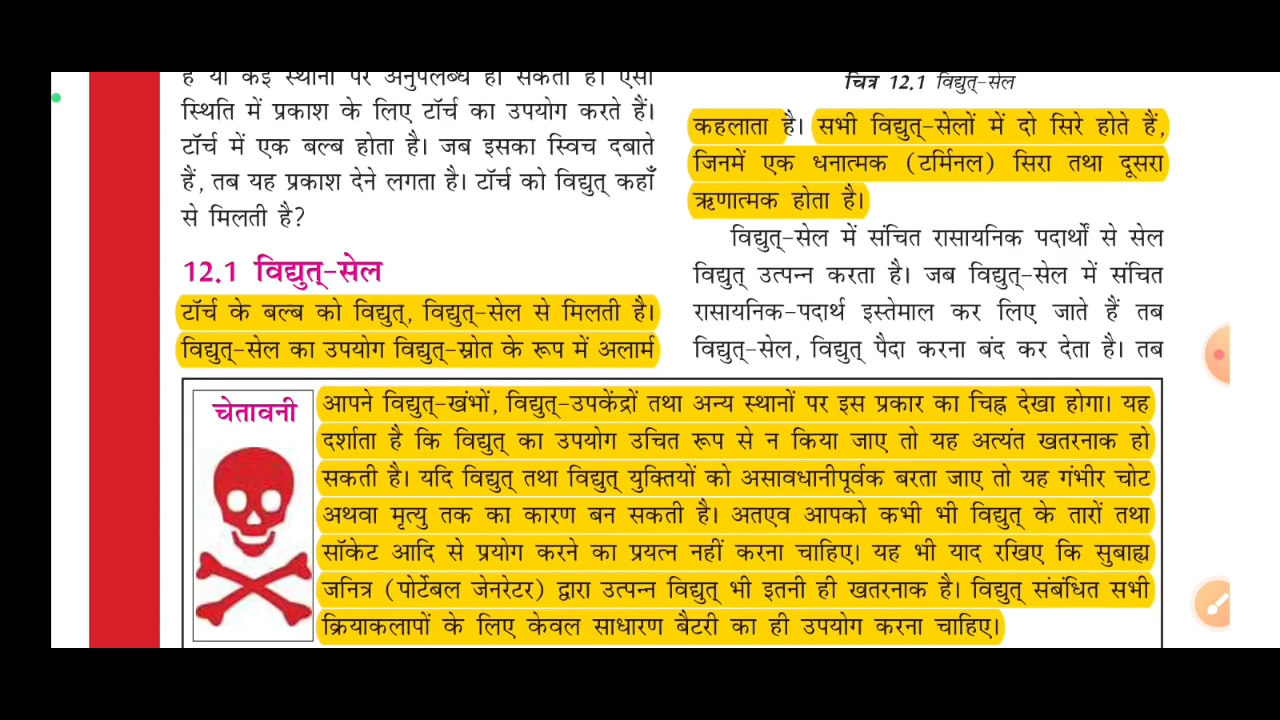 है या कई स्थानों पर अनुपलब्ध हो सकती है। ऐसी
स्थिति में प्रकाश के लिए टॉर्च का उपयोग करते हैं।
टॉर्च में एक बल्ब होता है। जब इसका स्विच दबाते
हैं, तब यह प्रकाश देने लगता है। टॉर्च को विद्युत् कहाँ
से मिलती है?
12.1 विद्युत्-सेल
टॉर्च के बल्ब को विद्युत्, विद्युत्-सेल से मिलती है।
विद्युत्-सेल का उपयोग विद्युत्-स्रोत के रूप में अलार्म
चित्र 12.1 विद्युत्-सेल
कहलाता है। सभी विद्युत्-सेलों में दो सिरे होते हैं,
जिनमें एक धनात्मक (टर्मिनल) सिरा तथा दूसरा
ऋणात्मक होता है।
विद्युत्-सेल में संचित रासायनिक पदार्थों से सेल
विद्युत् उत्पन्न करता है। जब विद्युत्-सेल में संचित
रासायनिक-पदार्थ इस्तेमाल कर लिए जाते हैं तब
विद्युत्-सेल, विद्युत् पैदा करना बंद कर देता है। तब
चेतावनी
आपने विद्युत्-खंभों, विद्युत्-उपकेंद्रों तथा अन्य स्थानों पर इस प्रकार का चिह्न देखा होगा। यह
दर्शाता है कि विद्युत् का उपयोग उचित रूप से न किया जाए तो यह अत्यंत खतरनाक हो
सकती है। यदि विद्युत् तथा विद्युत् युक्तियों को असावधानीपूर्वक बरता जाए तो यह गंभीर चोट
अथवा मृत्यु तक का कारण बन सकती है। अतएव आपको कभी भी विद्युत् के तारों तथा
सॉकेट आदि से प्रयोग करने का प्रयत्न नहीं करना चाहिए। यह भी याद रखिए कि सुबाह्य
जनित्र (पोर्टेबल जेनरेटर) द्वारा उत्पन्न विद्युत् भी इतनी ही खतरनाक है। विद्युत् संबंधित सभी
क्रियाकलापों के लिए केवल साधारण बैटरी का ही उपयोग करना चाहिए।